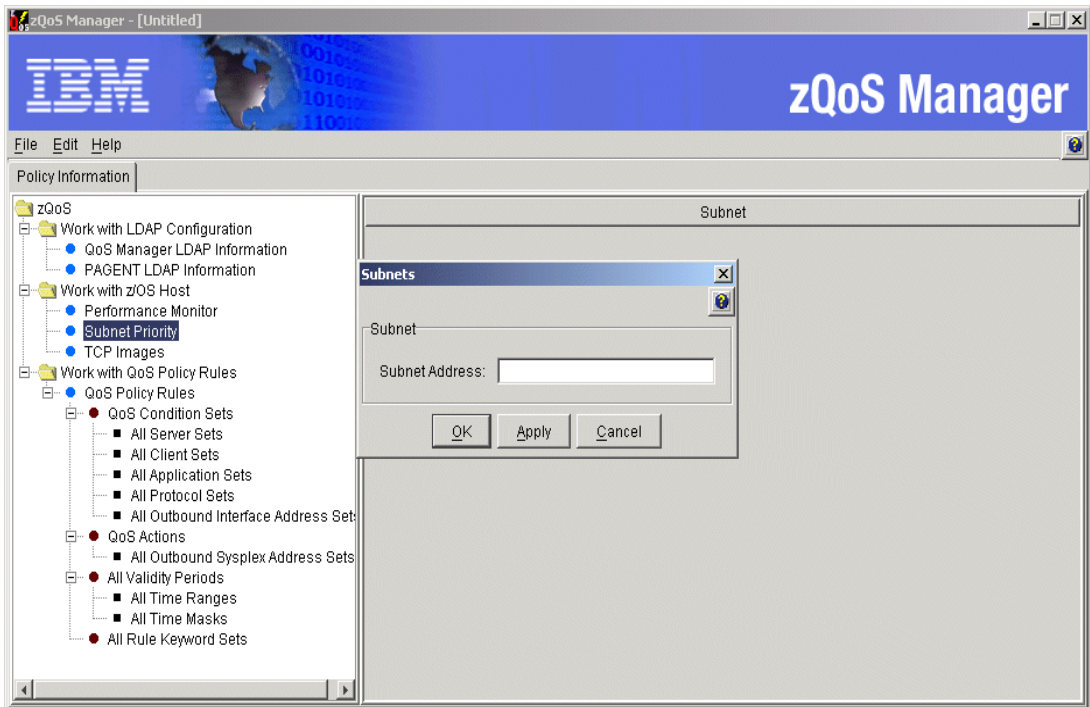 zQoS Manager - [Untitled]
IBM
zQoS Manager
File Edit Help
Policy Information
zQoS
Work with LDAP Configuration
QoS Manager LDAP Information
PAGENT LDAP Information
Work with z/OS Host
Performance Monitor
Subnet Priority
TCP Images
Work with QoS Policy Rules
QoS Policy Rules
QoS Condition Sets
All Server Sets
All Client Sets
All Application Sets
All Protocol Sets
All Outbound Interface Address Set
QoS Actions
All Outbound Sysplex Address Sets
All Validity Periods
All Time Ranges
All Time Masks
All Rule Keyword Sets
Subnet
Subnets
Subnet
Subnet Address:
OK Apply Cancel